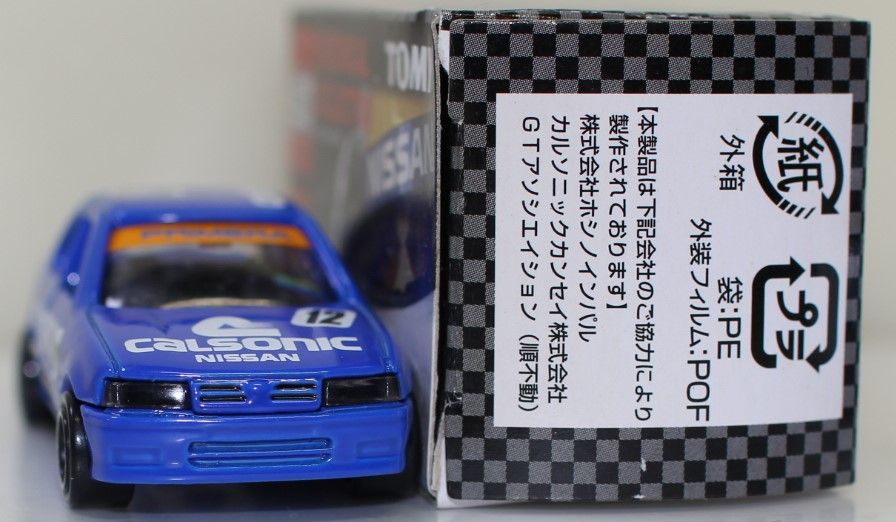 TOMI
NISSAN
PRIMERA
12
CALSONIC
NISSAN
紙
外箱
プラ
外装フィルム:POF
袋:PE
【本製品は下記会社のご協力により
製作されております】
株式会社ホシノインパル
カルソニックカンセイ株式会社
GTアソシエイション（順不動）